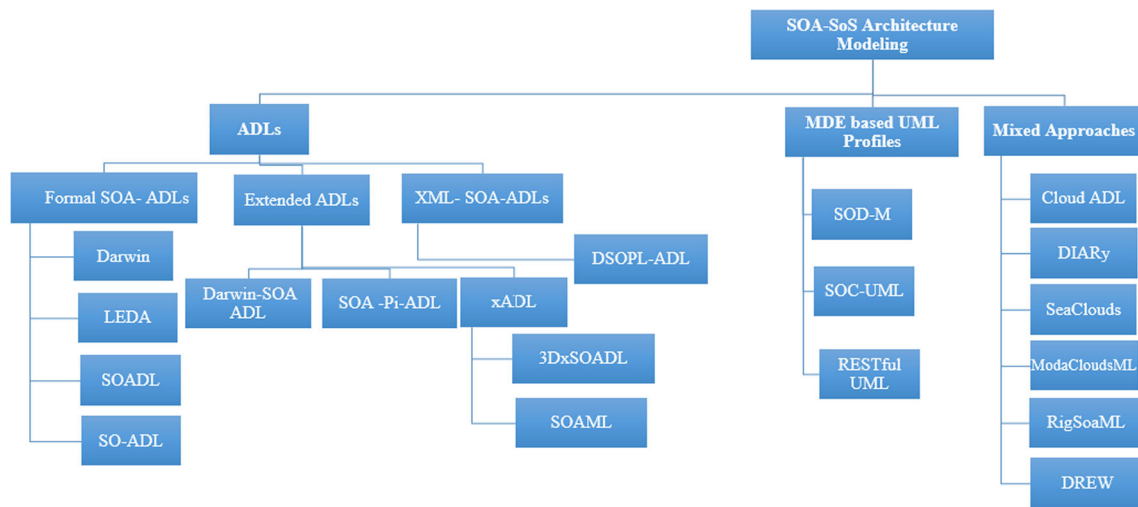 SOA-SoS Architecture
Modeling
ADLs
MDE based UML
Profiles
Mixed Approaches
Formal SOA- ADLs
Extended ADLs
XML- SOA-ADLs
Darwin
LEDA
SOADL
SO-ADL
Darwin-SOA
ADL
SOA -Pi-ADL
xADL
3DxSOADL
SOAML
DSOPL-ADL
SOD-M
SOC-UML
RESTful
UML
Cloud ADL
DIARy
SeaClouds
ModaCloudsML
RigSoaML
DREW